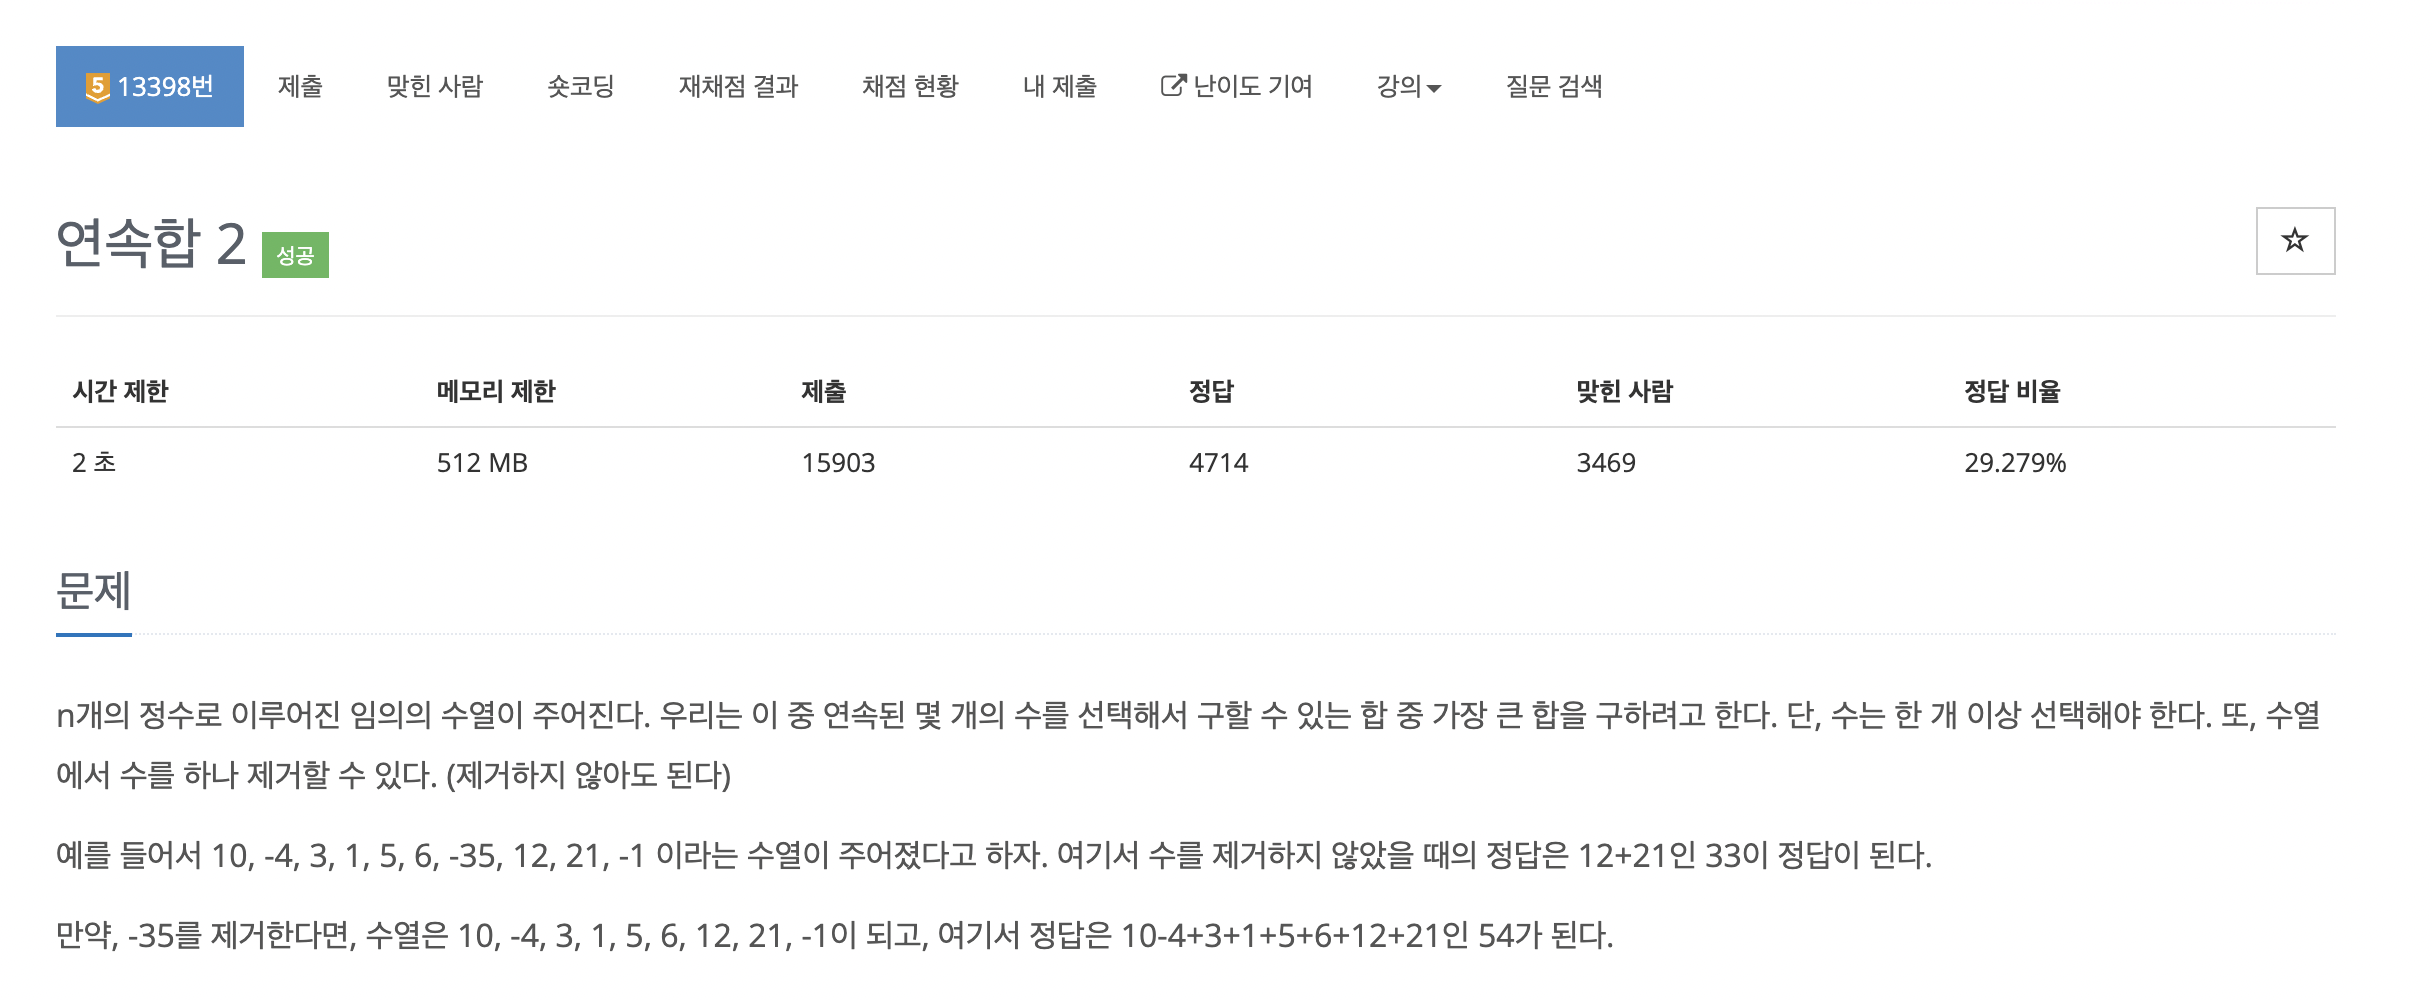 5 13398번 제출 맞힌 사람 숏코딩 재채점 결과 채점 현황 내 제출 난이도 기여 강의 질문 검색
연속합 2 성공
시간 제한 메모리 제한 제출 정답 맞힌 사람 정답 비율
2 초 512 MB 15903 4714 3469 29.279%
문제
n개의 정수로 이루어진 임의의 수열이 주어진다. 우리는 이 중 연속된 몇 개의 수를 선택해서 구할 수 있는 합 중 가장 큰 합을 구하려고 한다. 단, 수는 한 개 이상 선택해야 한다. 또, 수열
에서 수를 하나 제거할 수 있다. (제거하지 않아도 된다)
예를 들어서 10, -4, 3, 1, 5, 6, -35, 12, 21, -1 이라는 수열이 주어졌다고 하자. 여기서 수를 제거하지 않았을 때의 정답은 12+21인 33이 정답이 된다.
만약, -35를 제거한다면, 수열은 10, -4, 3, 1, 5, 6, 12, 21, -1이 되고, 여기서 정답은 10-4+3+1+5+6+12+21인 54가 된다.